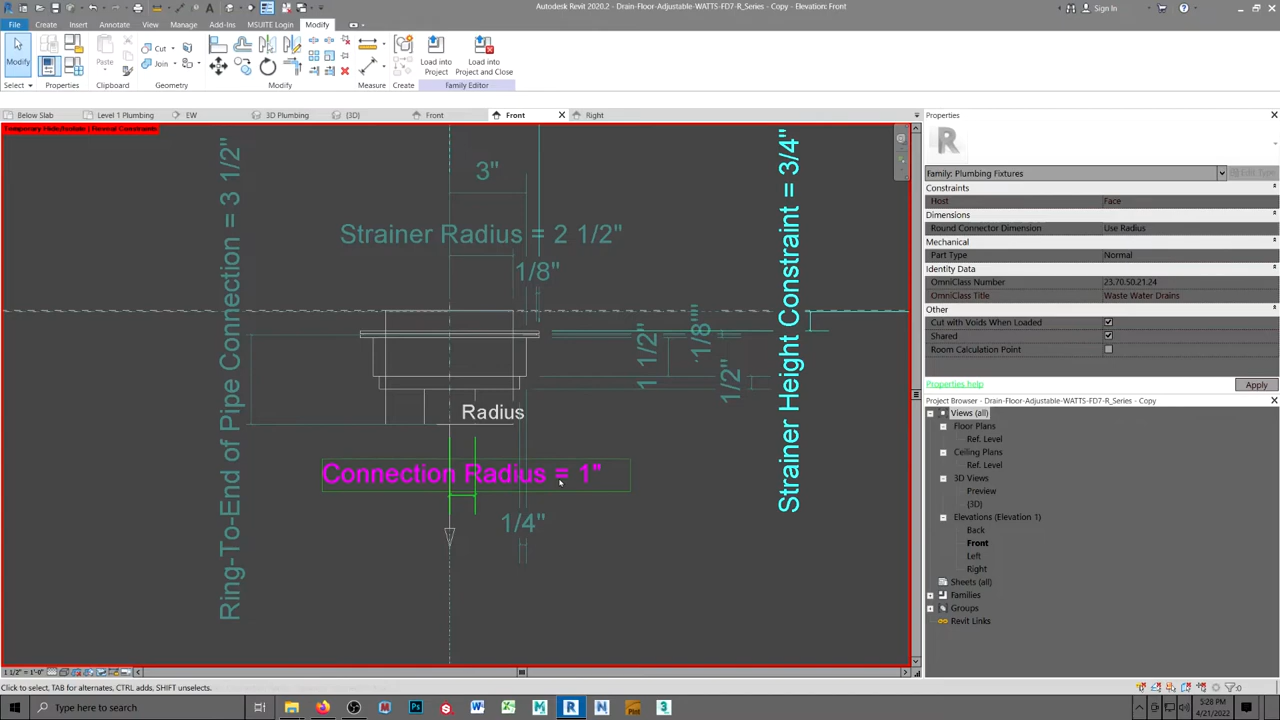 Autodesk Revit 2020.2 - Drain-Floor-Adjustable-WATTS-FD7-R_Series - Copy - Elevation: Front
Sign In
File
Create
Insert
Annotate
View
Manage
Add-Ins
MSUITE Login
Modify
Modify
Paste
Cut
Join
Load into
Project
Load into
Project and Close
Select
Properties
Clipboard
Geometry
Modify
Measure
Create
Family Editor
Below Slab
Level 1 Plumbing
EW
3D Plumbing
{3D}
Front
Front
Right
Temporary Hide/Isolate | Reveal Constraints
3"
Strainer Radius = 2 1/2"
1/8"
Ring-To-End of Pipe Connection = 3 1/2"
Strainer Height Constraint = 3/4"
1 1/2"
1/8"
1/2"
Radius
Connection Radius = 1"
1/4"
Properties
Family: Plumbing Fixtures
Edit Type
Constraints
Host
Face
Dimensions
Round Connector Dimension
Use Radius
Mechanical
Part Type
Normal
Identity Data
OmniClass Number
23.70.50.21.24
OmniClass Title
Waste Water Drains
Other
Cut with Voids When Loaded
Shared
Room Calculation Point
Properties help
Apply
Project Browser - Drain-Floor-Adjustable-WATTS-FD7-R_Series - Copy
Views (all)
Floor Plans
Ref. Level
Ceiling Plans
Ref. Level
3D Views
Preview
{3D}
Elevations (Elevation 1)
Back
Front
Left
Right
Sheets (all)
Families
Groups
Revit Links
1 1/2" = 1'-0"
Click to select, TAB for alternates, CTRL adds, SHIFT unselects.
:0
Type here to search
5:28 PM
4/21/2022